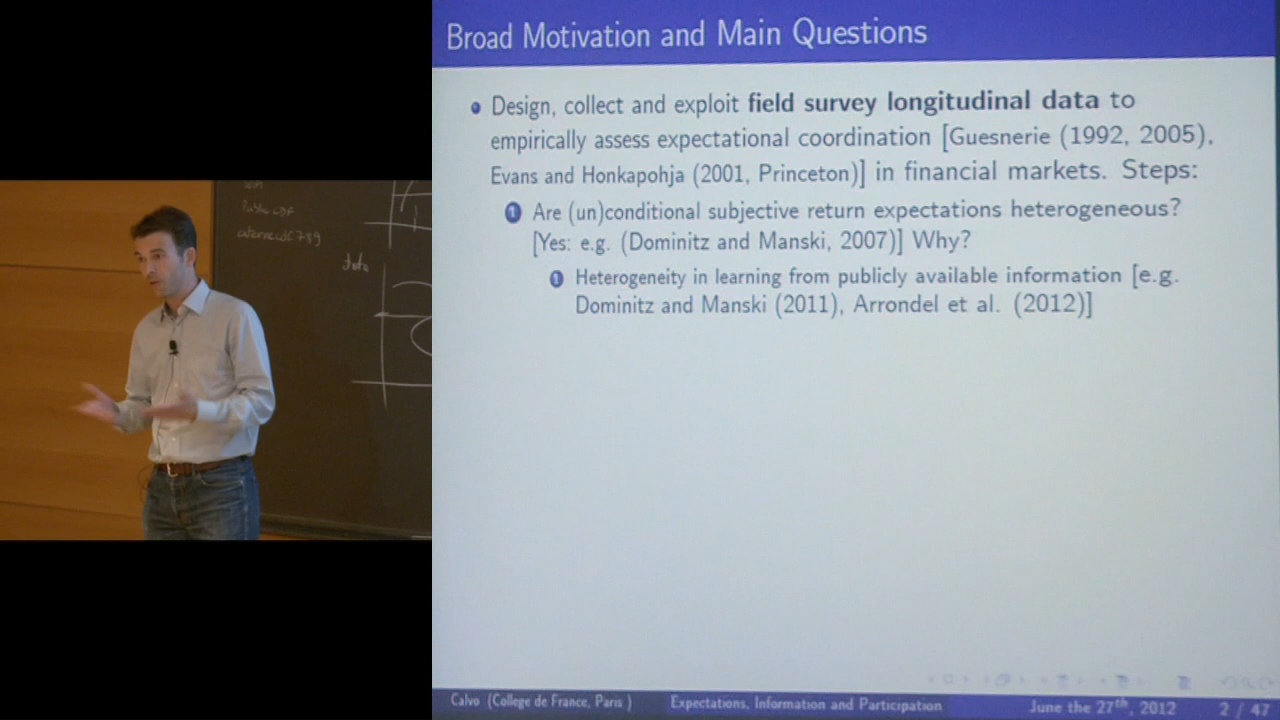 Broad Motivation and Main Questions
Design, collect and exploit field survey longitudinal data to
empirically assess expectational coordination [Guesnerie (1992, 2005),
Evans and Honkapohja (2001, Princeton)] in financial markets. Steps:
1 Are (un)conditional subjective return expectations heterogeneous?
[Yes: e.g. (Dominitz and Manski, 2007)] Why?
1 Heterogeneity in learning from publicly available information [e.g.
Dominitz and Manski (2011), Arrondel et al. (2012)]
Calvo (College de France, Paris ) Expectations, Information and Participation June the 27th, 2012 2 / 47
data